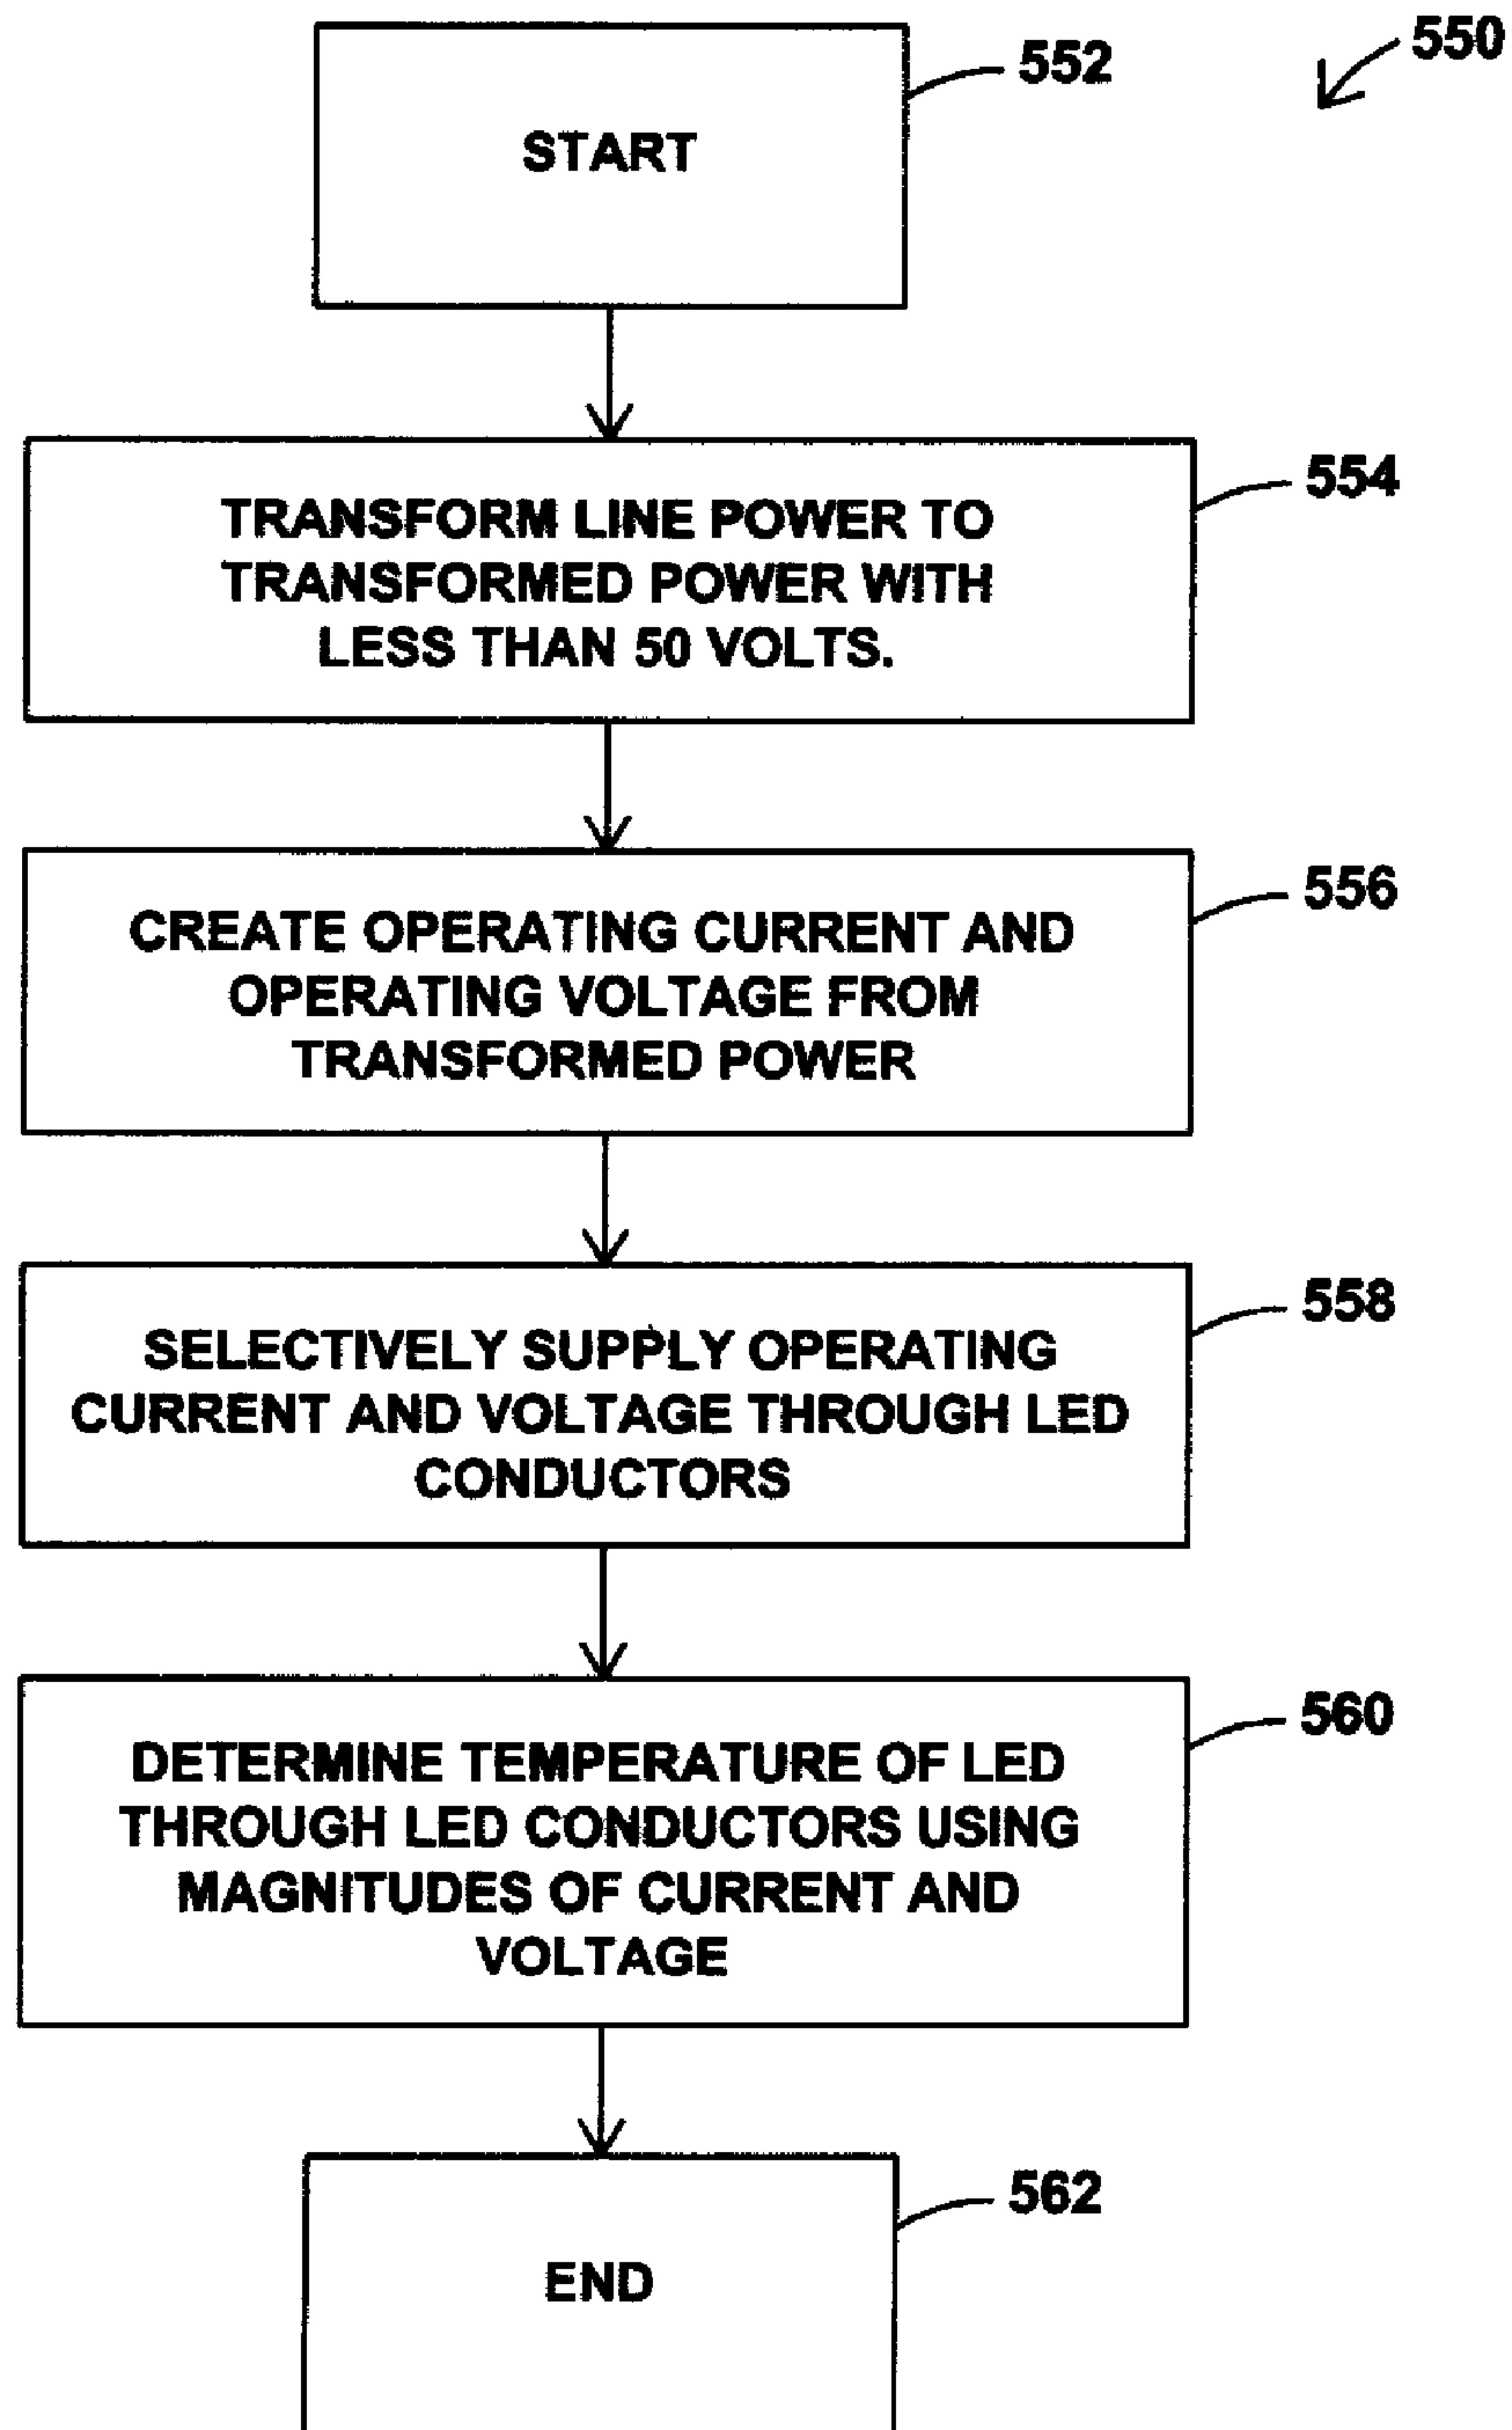 552
550
START
554
TRANSFORM LINE POWER TO
TRANSFORMED POWER WITH
LESS THAN 50 VOLTS.
556
CREATE OPERATING CURRENT AND
OPERATING VOLTAGE FROM
TRANSFORMED POWER
558
SELECTIVELY SUPPLY OPERATING
CURRENT AND VOLTAGE THROUGH LED
CONDUCTORS
560
DETERMINE TEMPERATURE OF LED
THROUGH LED CONDUCTORS USING
MAGNITUDES OF CURRENT AND
VOLTAGE
562
END